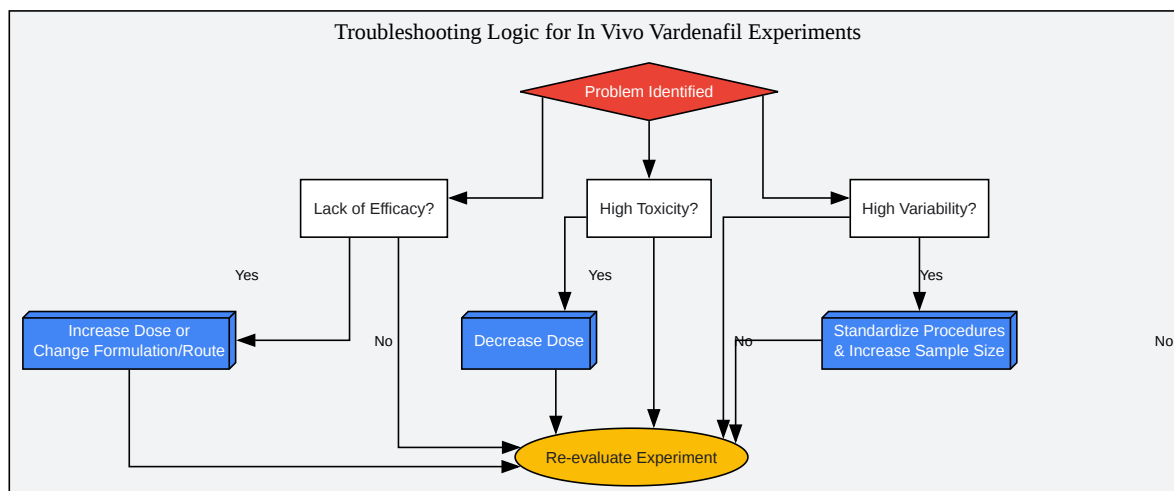 Troubleshooting Logic for In Vivo Vardenafil Experiments
Problem Identified
Lack of Efficacy?
High Toxicity?
High Variability?
Yes
Yes
Yes
Increase Dose or
Change Formulation/Route
No
Decrease Dose
No
Standardize Procedures
& Increase Sample Size
No
Re-evaluate Experiment